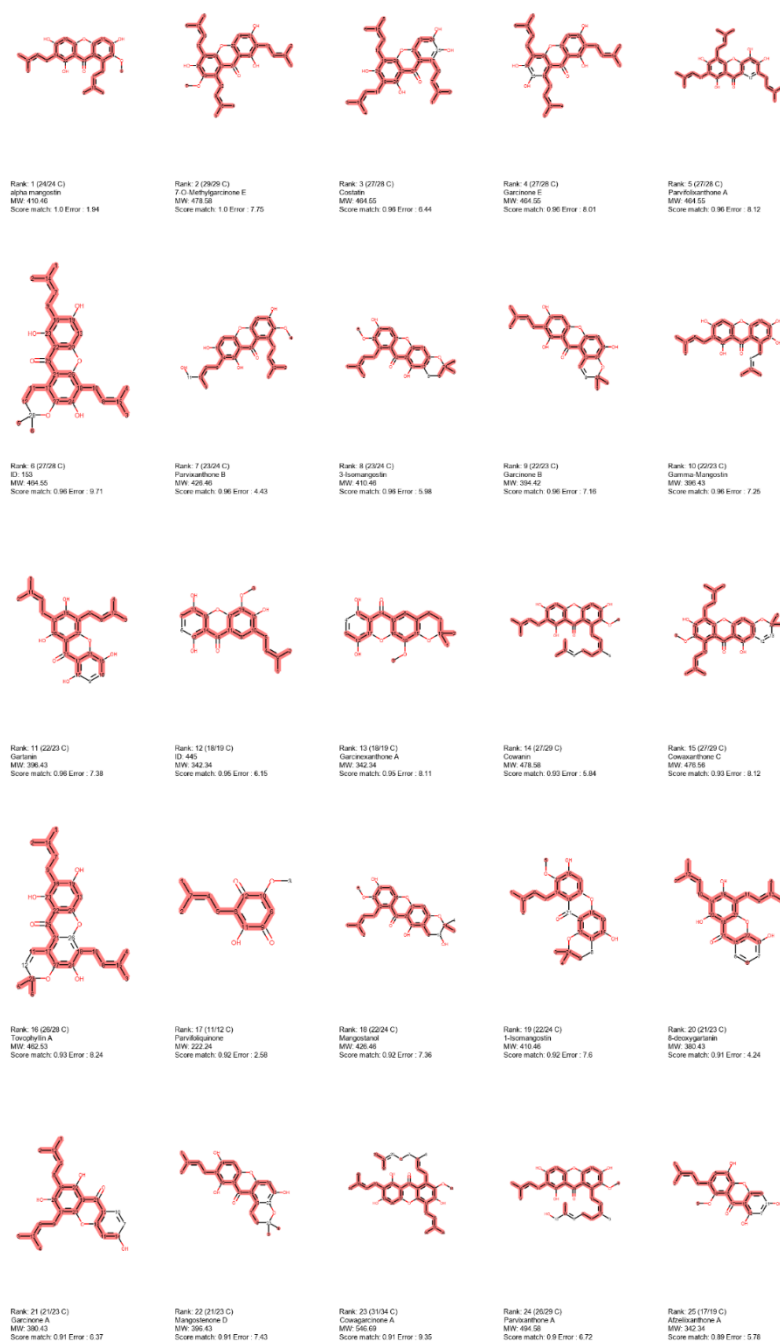 Rank: 1 (24/24 C)
alpha mangostin
MW: 410.46
Score match: 1.0 Error : 1.94
Rank: 2 (29/29 C)
7-O-Methylgarcinone E
MW: 478.58
Score match: 1.0 Error : 7.75
Rank: 3 (27/28 C)
Costatin
MW: 464.55
Score match: 0.96 Error : 6.44
Rank: 4 (27/28 C)
Garcinone E
MW: 464.55
Score match: 0.96 Error : 8.01
Rank: 5 (27/28 C)
Parvifolixanthone A
MW: 464.55
Score match: 0.96 Error : 8.12
Rank: 6 (27/28 C)
ID: 153
MW: 464.55
Score match: 0.96 Error : 9.71
Rank: 7 (23/24 C)
Parvixanthone B
MW: 426.46
Score match: 0.96 Error : 4.43
Rank: 8 (23/24 C)
3-Isomangostin
MW: 410.46
Score match: 0.96 Error : 5.98
Rank: 9 (22/23 C)
Garcinone B
MW: 394.42
Score match: 0.96 Error : 7.16
Rank: 10 (22/23 C)
Gamma-Mangostin
MW: 396.43
Score match: 0.96 Error : 7.25
Rank: 11 (22/23 C)
Gartanin
MW: 396.43
Score match: 0.96 Error : 7.38
Rank: 12 (18/19 C)
ID: 445
MW: 342.34
Score match: 0.95 Error : 6.15
Rank: 13 (18/19 C)
Garcinexanthone A
MW: 342.34
Score match: 0.95 Error : 8.11
Rank: 14 (27/29 C)
Cowanin
MW: 478.58
Score match: 0.93 Error : 5.84
Rank: 15 (27/29 C)
Cowaxanthone C
MW: 476.56
Score match: 0.93 Error : 8.12
Rank: 16 (26/28 C)
Tovophyllin A
MW: 462.53
Score match: 0.93 Error : 8.24
Rank: 17 (11/12 C)
Parvifoliquinone
MW: 222.24
Score match: 0.92 Error : 2.58
Rank: 18 (22/24 C)
Mangostanol
MW: 426.46
Score match: 0.92 Error : 7.36
Rank: 19 (22/24 C)
1-Isomangostin
MW: 410.46
Score match: 0.92 Error : 7.6
Rank: 20 (21/23 C)
8-deoxygartanin
MW: 380.43
Score match: 0.91 Error : 4.24
Rank: 21 (21/23 C)
Garcinone A
MW: 380.43
Score match: 0.91 Error : 6.37
Rank: 22 (21/23 C)
Mangostenone D
MW: 396.43
Score match: 0.91 Error : 7.43
Rank: 23 (31/34 C)
Cowagarcinone A
MW: 546.69
Score match: 0.91 Error : 9.35
Rank: 24 (26/29 C)
Parvixanthone A
MW: 494.58
Score match: 0.9 Error : 6.72
Rank: 25 (17/19 C)
Afzeliixanthone A
MW: 342.34
Score match: 0.89 Error : 5.78